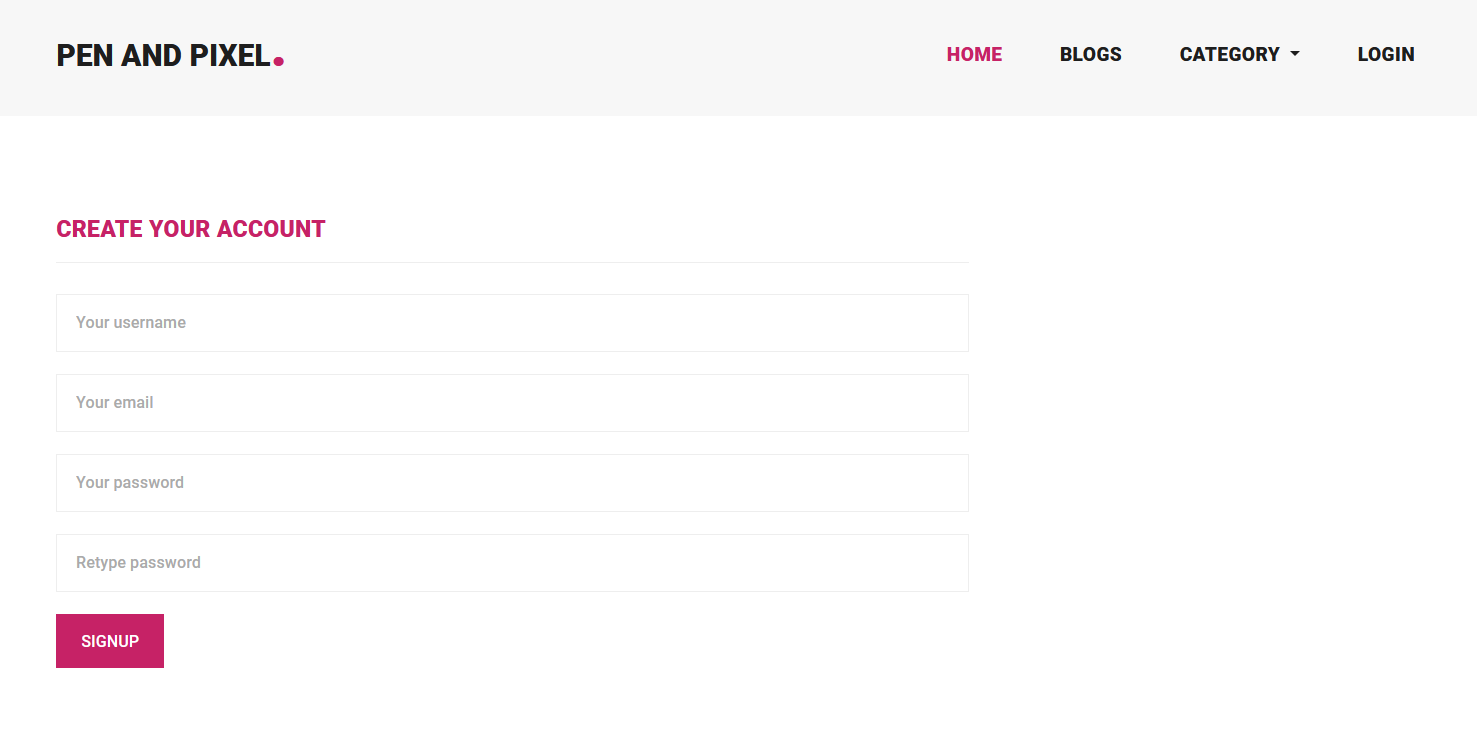 PEN AND PIXEL.
HOME BLOGS CATEGORY LOGIN
CREATE YOUR ACCOUNT
Your username
Your email
Your password
Retype password
SIGNUP